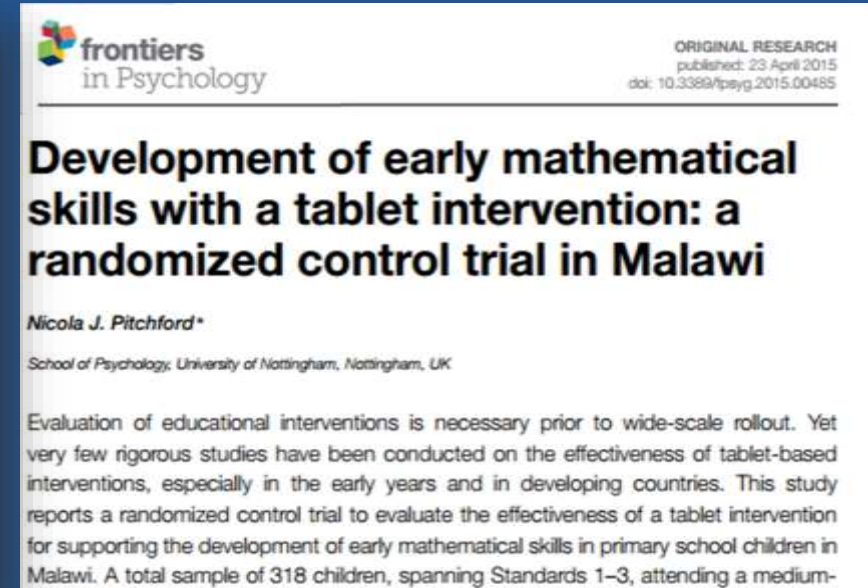 frontiers
in Psychology
ORIGINAL RESEARCH
published: 23 April 2015
doi: 10.3389/fpsyg.2015.00485
Development of early mathematical
skills with a tablet intervention: a
randomized control trial in Malawi
Nicola J. Pitchford*
School of Psychology, University of Nottingham, Nottingham, UK
Evaluation of educational interventions is necessary prior to wide-scale rollout. Yet
very few rigorous studies have been conducted on the effectiveness of tablet-based
interventions, especially in the early years and in developing countries. This study
reports a randomized control trial to evaluate the effectiveness of a tablet intervention
for supporting the development of early mathematical skills in primary school children in
Malawi. A total sample of 318 children, spanning Standards 1–3, attending a medium-